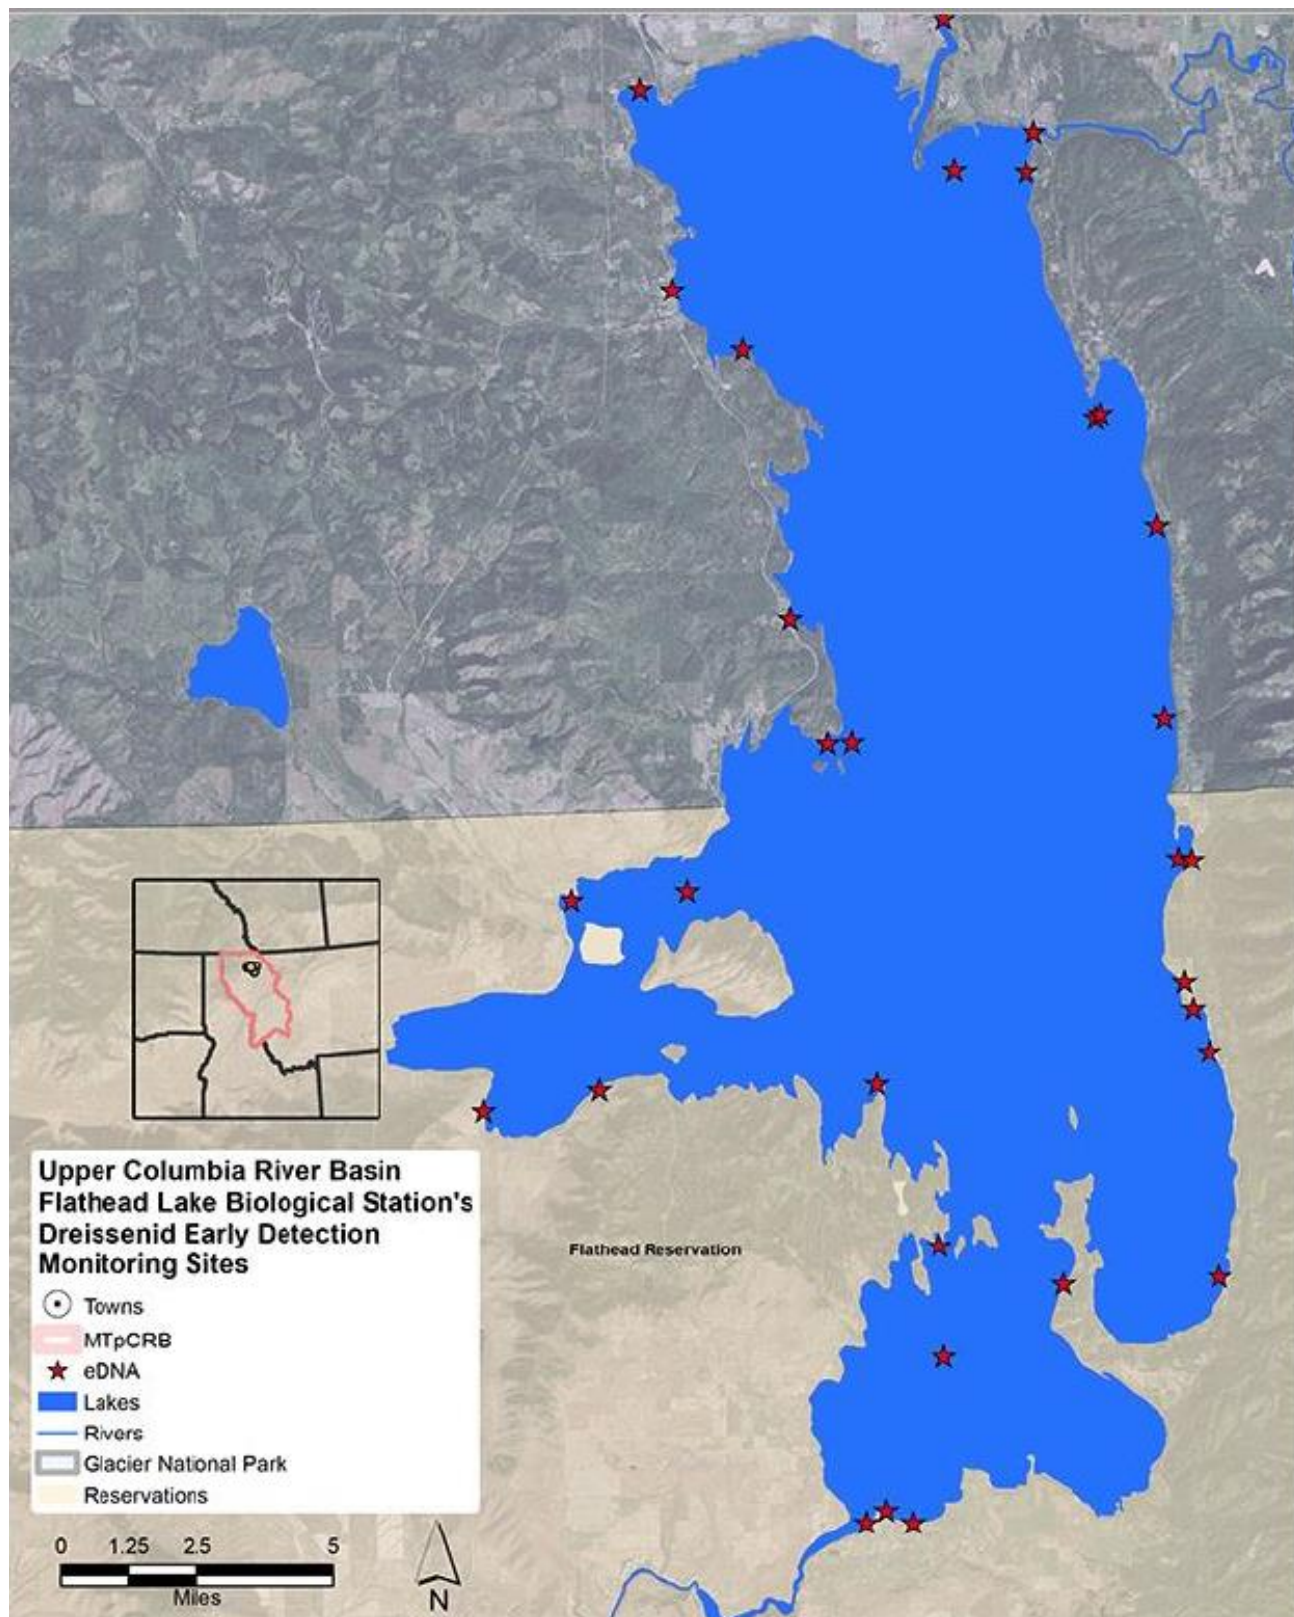 Flathead Reservation
Upper Columbia River Basin
Flathead Lake Biological Station's
Dreissenid Early Detection
Monitoring Sites
Towns
MTpCRB
eDNA
Lakes
Rivers
Glacier National Park
Reservations
0 1.25 2.5 5
Miles
N